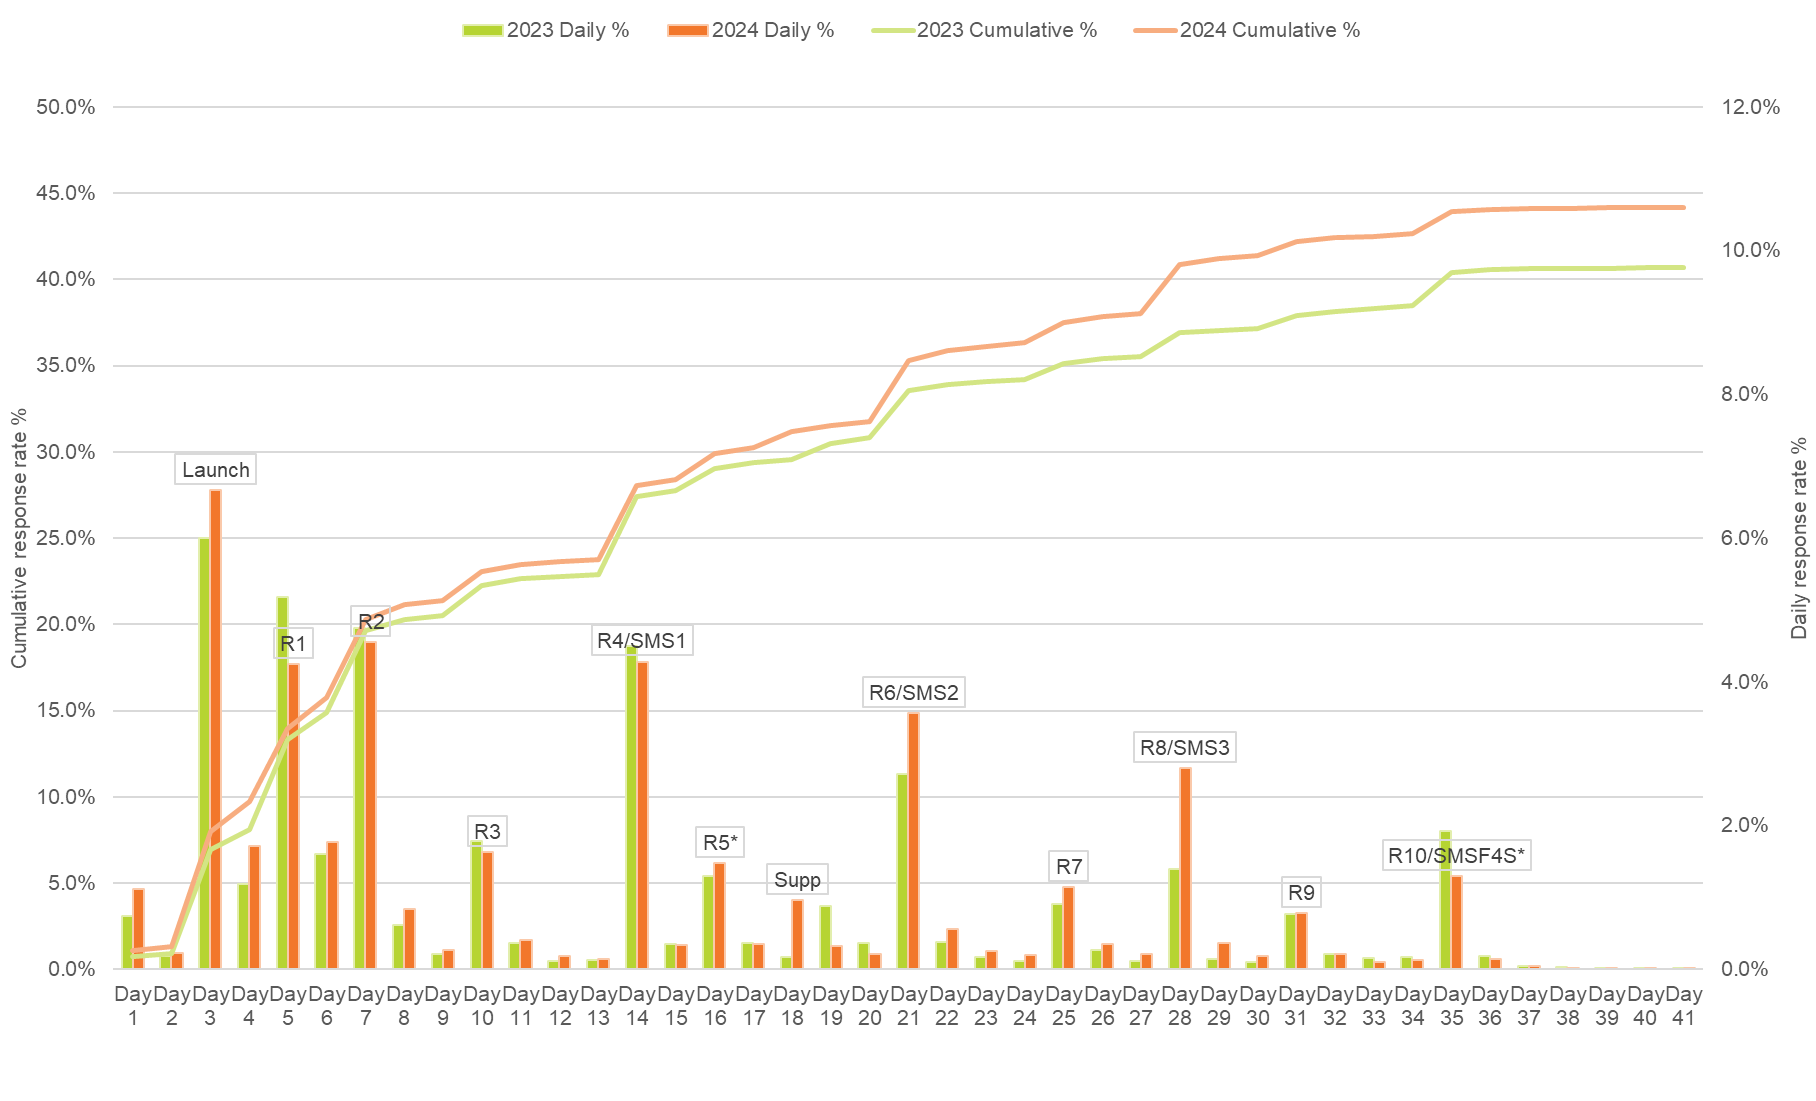 2023 Daily % 2024 Daily % 2023 Cumulative % 2024 Cumulative %
50.0% 12.0%
45.0%
10.0%
40.0%
35.0%
8.0%
30.0%
Launch
25.0% 6.0%
20.0%
R2
R4/SMS1
R1
15.0%
4.0%
R6/SMS2
R8/SMS3
10.0%
2.0%
R3
R5*
R10/SMSF4S*
R7
Supp
R9
5.0%
0.0% 0.0%
Cumulative response rate %
Daily response rate %
Day 1
Day 2
Day 3
Day 4
Day 5
Day 6
Day 7
Day 8
Day 9
Day 10
Day 11
Day 12
Day 13
Day 14
Day 15
Day 16
Day 17
Day 18
Day 19
Day 20
Day 21
Day 22
Day 23
Day 24
Day 25
Day 26
Day 27
Day 28
Day 29
Day 30
Day 31
Day 32
Day 33
Day 34
Day 35
Day 36
Day 37
Day 38
Day 39
Day 40
Day 41